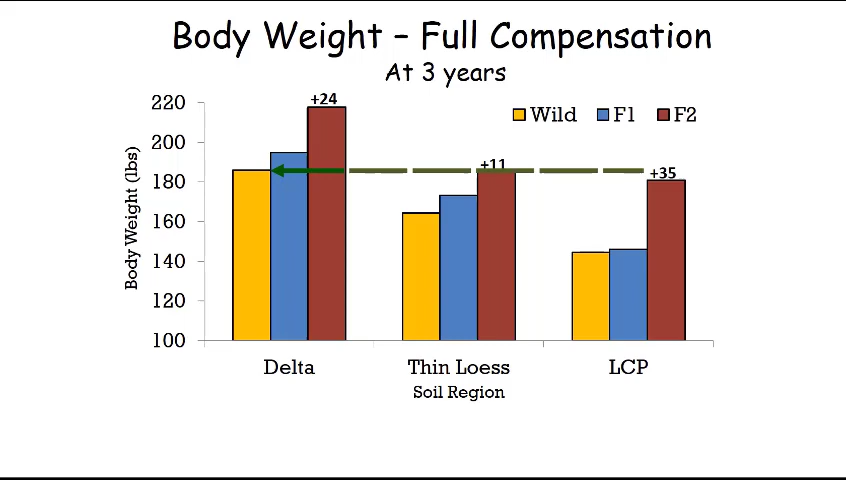 Body Weight – Full Compensation
At 3 years
Wild F1 F2
+24
+11
+35
220
200
180
160
140
120
100
Body Weight (lbs)
Delta Thin Loess LCP
Soil Region